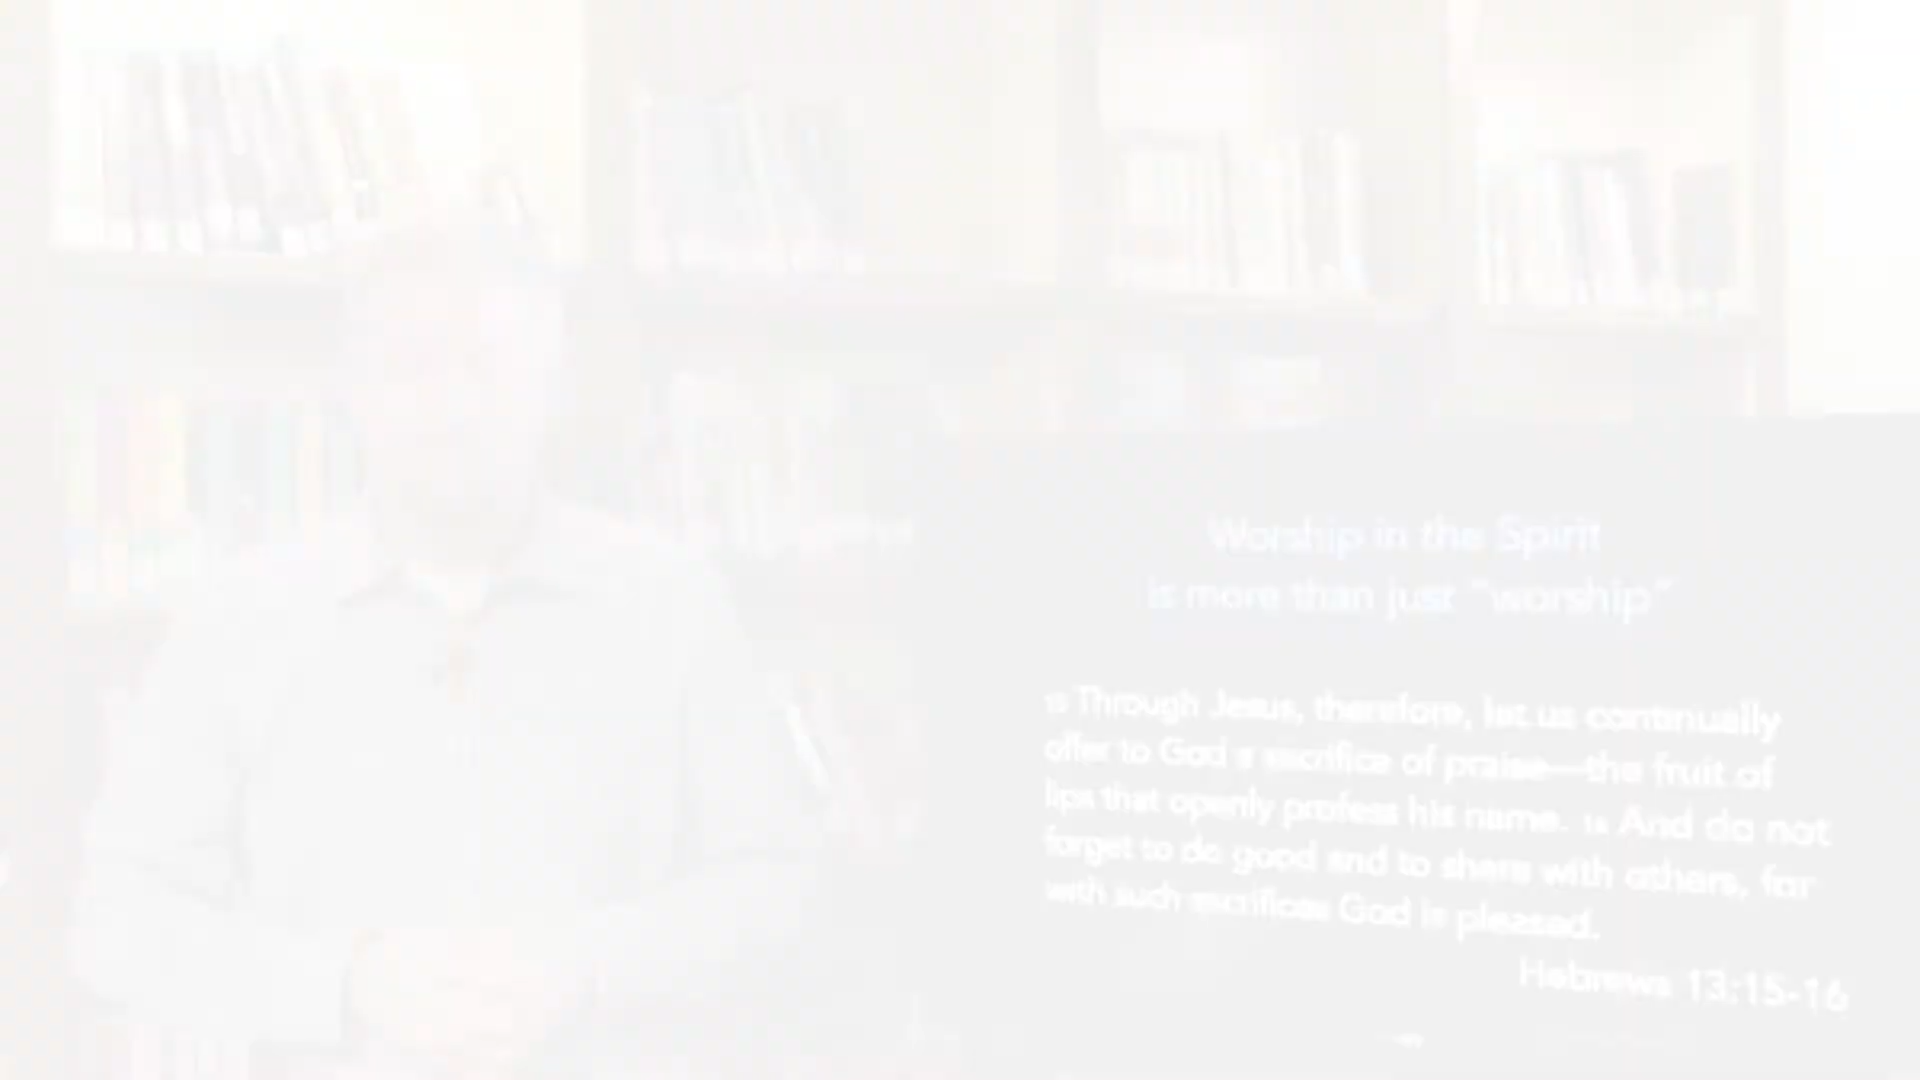 Worship in the Spirit
is more than just "worship"
15 Through Jesus, therefore, let us continually
offer to God a sacrifice of praise—the fruit of
lips that openly profess his name. 16 And do not
forget to do good and to share with others, for
with such sacrifices God is pleased.
Hebrews 13:15-16